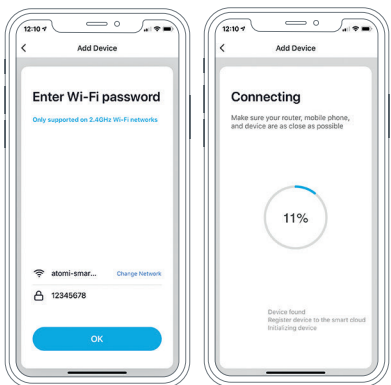 12:10
Add Device
Enter Wi-Fi password
Only supported on 2.4GHz Wi-Fi networks
atomi-smar...
Change Network
12345678
OK
12:10
Add Device
Connecting
Make sure your router, mobile phone,
and device are as close as possible
11%
Device found
Register device to the smart cloud
Initializing device